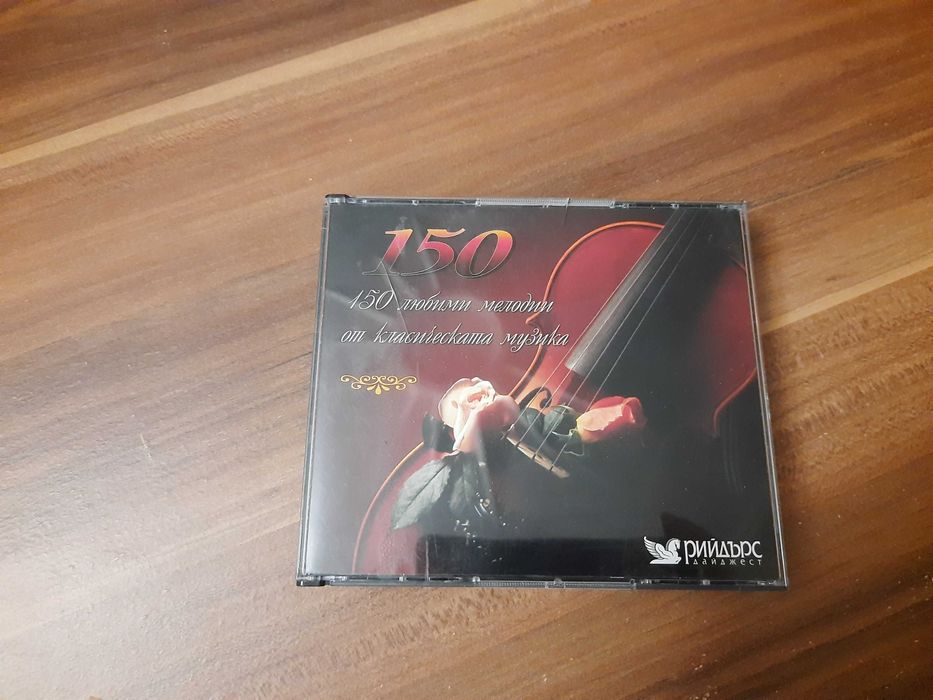 150
150 любими мелодии
от класическата музика
РИЙДЪРС
ДАЙДЖЕСТ